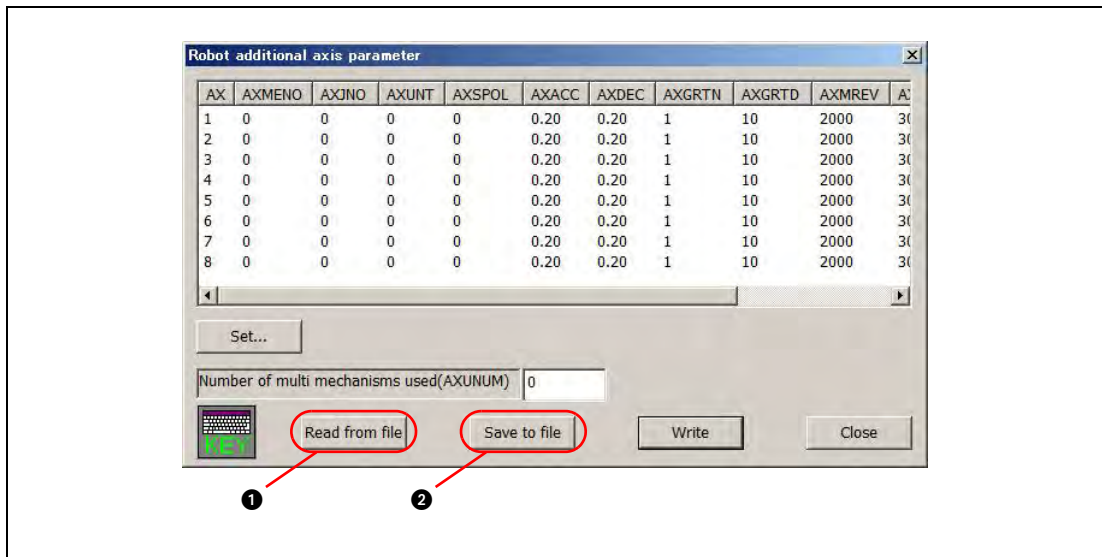 Robot additional axis parameter
AX AXMENO AXJNO AXUNT AXSPOL AXACC AXDEC AXGRTN AXGRTD AXMREV
1 0 0 0 0 0.20 0.20 1 10 2000
2 0 0 0 0 0.20 0.20 1 10 2000
3 0 0 0 0 0.20 0.20 1 10 2000
4 0 0 0 0 0.20 0.20 1 10 2000
5 0 0 0 0 0.20 0.20 1 10 2000
6 0 0 0 0 0.20 0.20 1 10 2000
7 0 0 0 0 0.20 0.20 1 10 2000
8 0 0 0 0 0.20 0.20 1 10 2000
Set...
Number of multi mechanisms used(AXUNUM) 0
KEY Read from file Save to file Write Close
❶ ❷